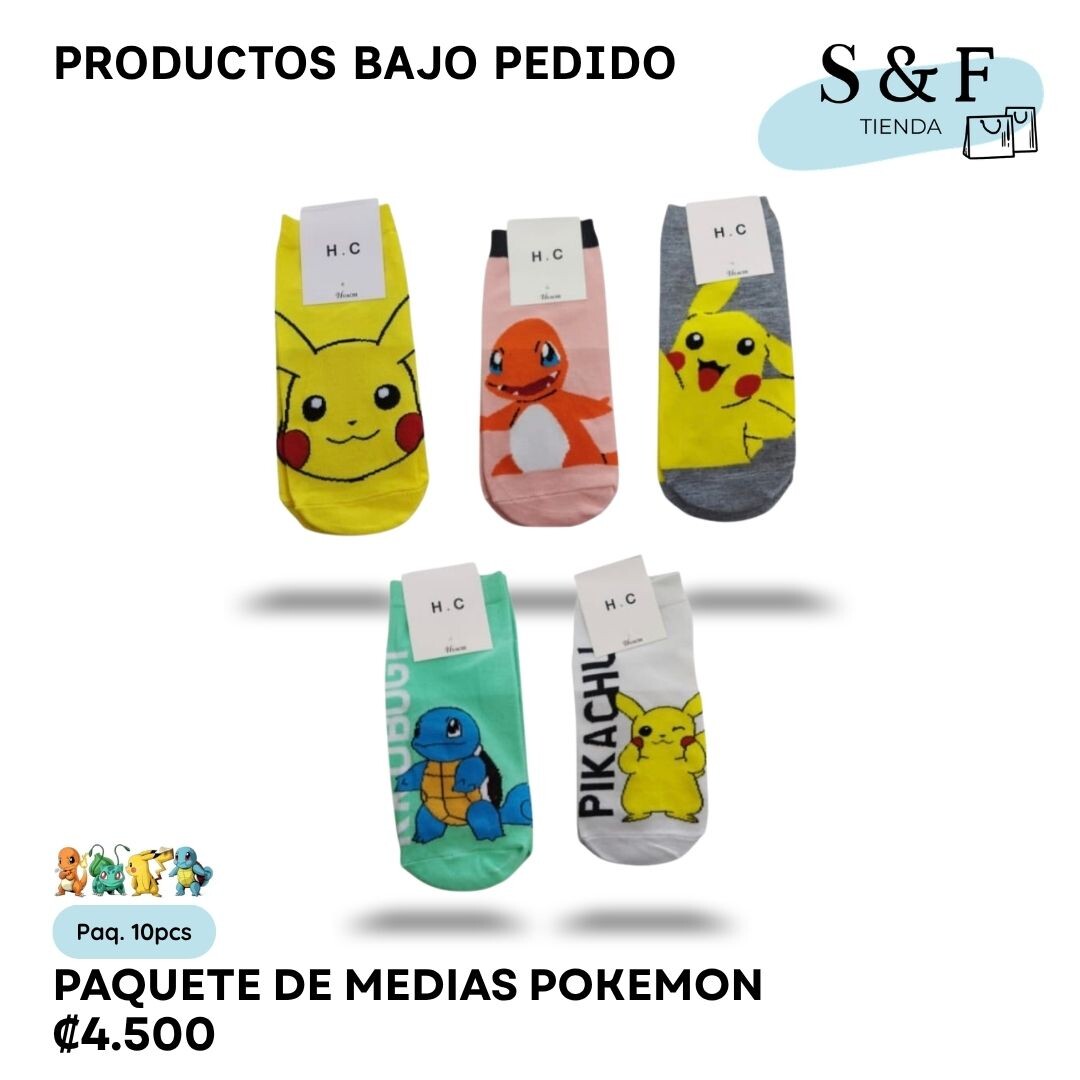 PRODUCTOS BAJO PEDIDO
S & F
TIENDA
H.C
H.C
H.C
H.C
H.C
PIKACHU
Paq. 10pcs
PAQUETE DE MEDIAS POKEMON
₡4.500